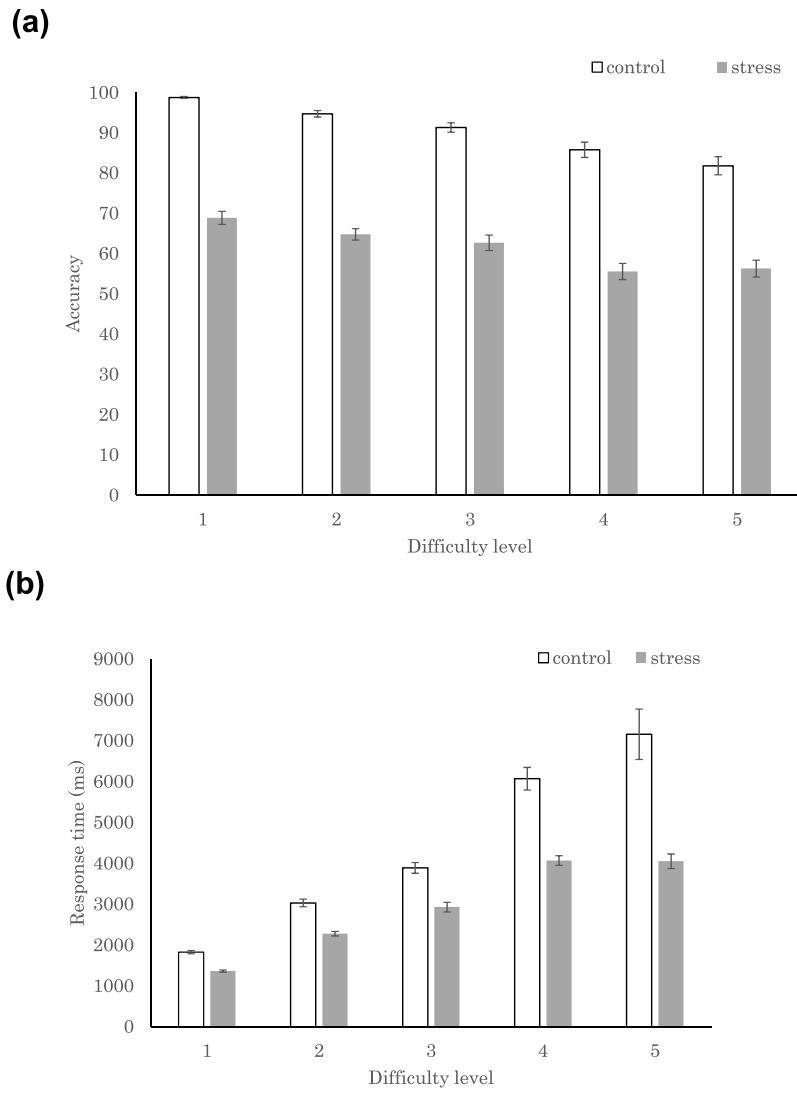 (a)
control stress
100
90
80
70
60
50
40
30
20
10
0
Accuracy
1 2 3 4 5
Difficulty level
(b)
control stress
9000
8000
7000
6000
5000
4000
3000
2000
1000
0
Response time (ms)
1 2 3 4 5
Difficulty level